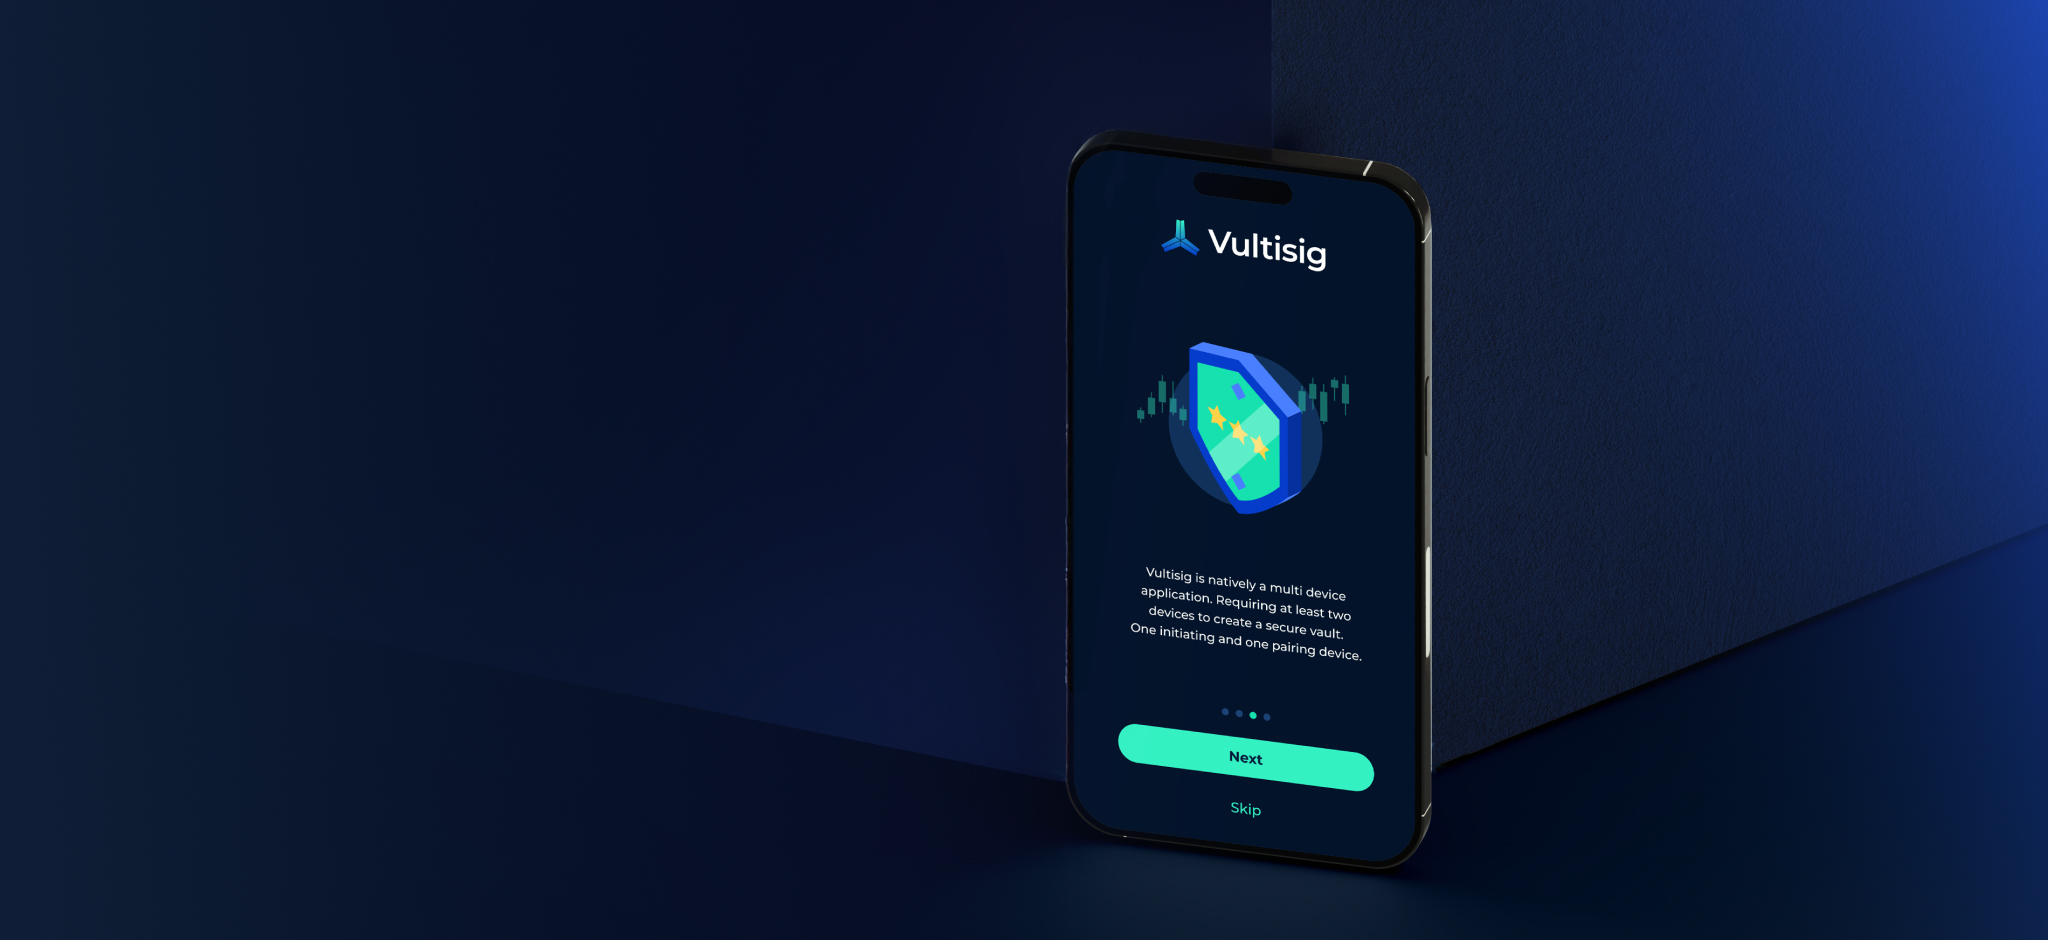 Vultisig
Vultisig is natively a multi device
application. Requiring at least two
devices to create a secure vault.
One initiating and one pairing device.
Next
Skip